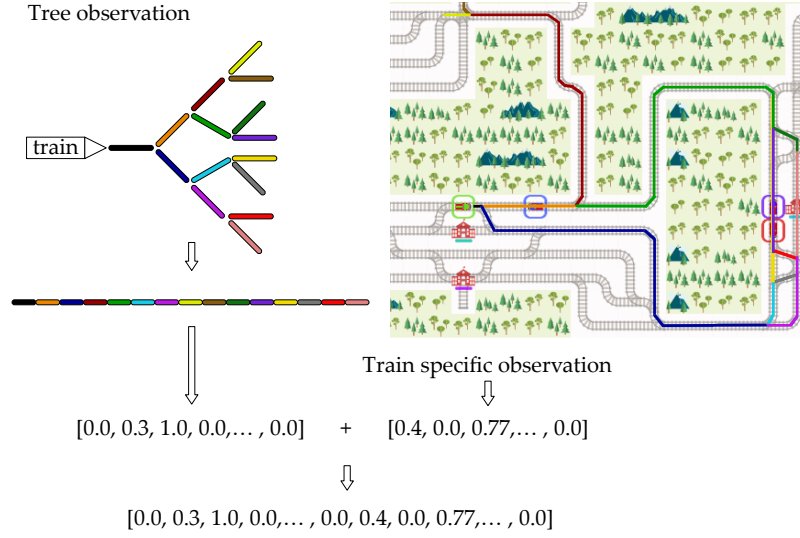 Tree observation
train
Train specific observation
[0.0, 0.3, 1.0, 0.0,… , 0.0] + [0.4, 0.0, 0.77,… , 0.0]
[0.0, 0.3, 1.0, 0.0,… , 0.0, 0.4, 0.0, 0.77,… , 0.0]